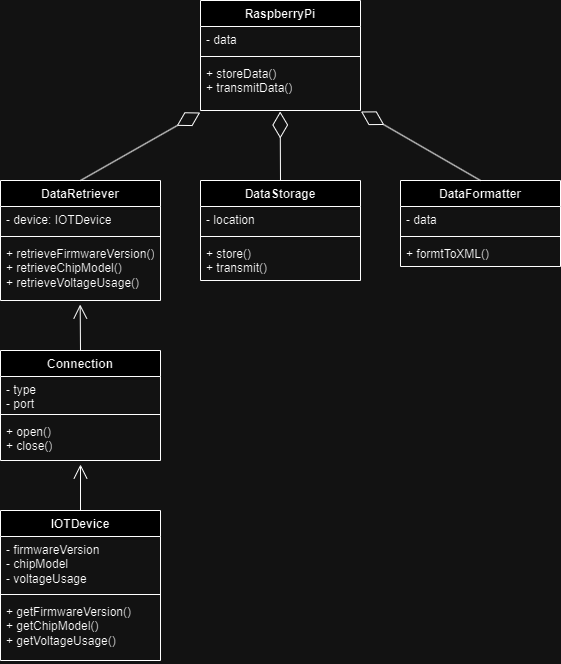 RaspberryPi
- data
+ storeData()
+ transmitData()
DataRetriever
- device: IOTDevice
+ retrieveFirmwareVersion()
+ retrieveChipModel()
+ retrieveVoltageUsage()
DataStorage
- location
+ store()
+ transmit()
DataFormatter
- data
+ formtToXML()
Connection
- type
- port
+ open()
+ close()
IOTDevice
- firmwareVersion
- chipModel
- voltageUsage
+ getFirmwareVersion()
+ getChipModel()
+ getVoltageUsage()